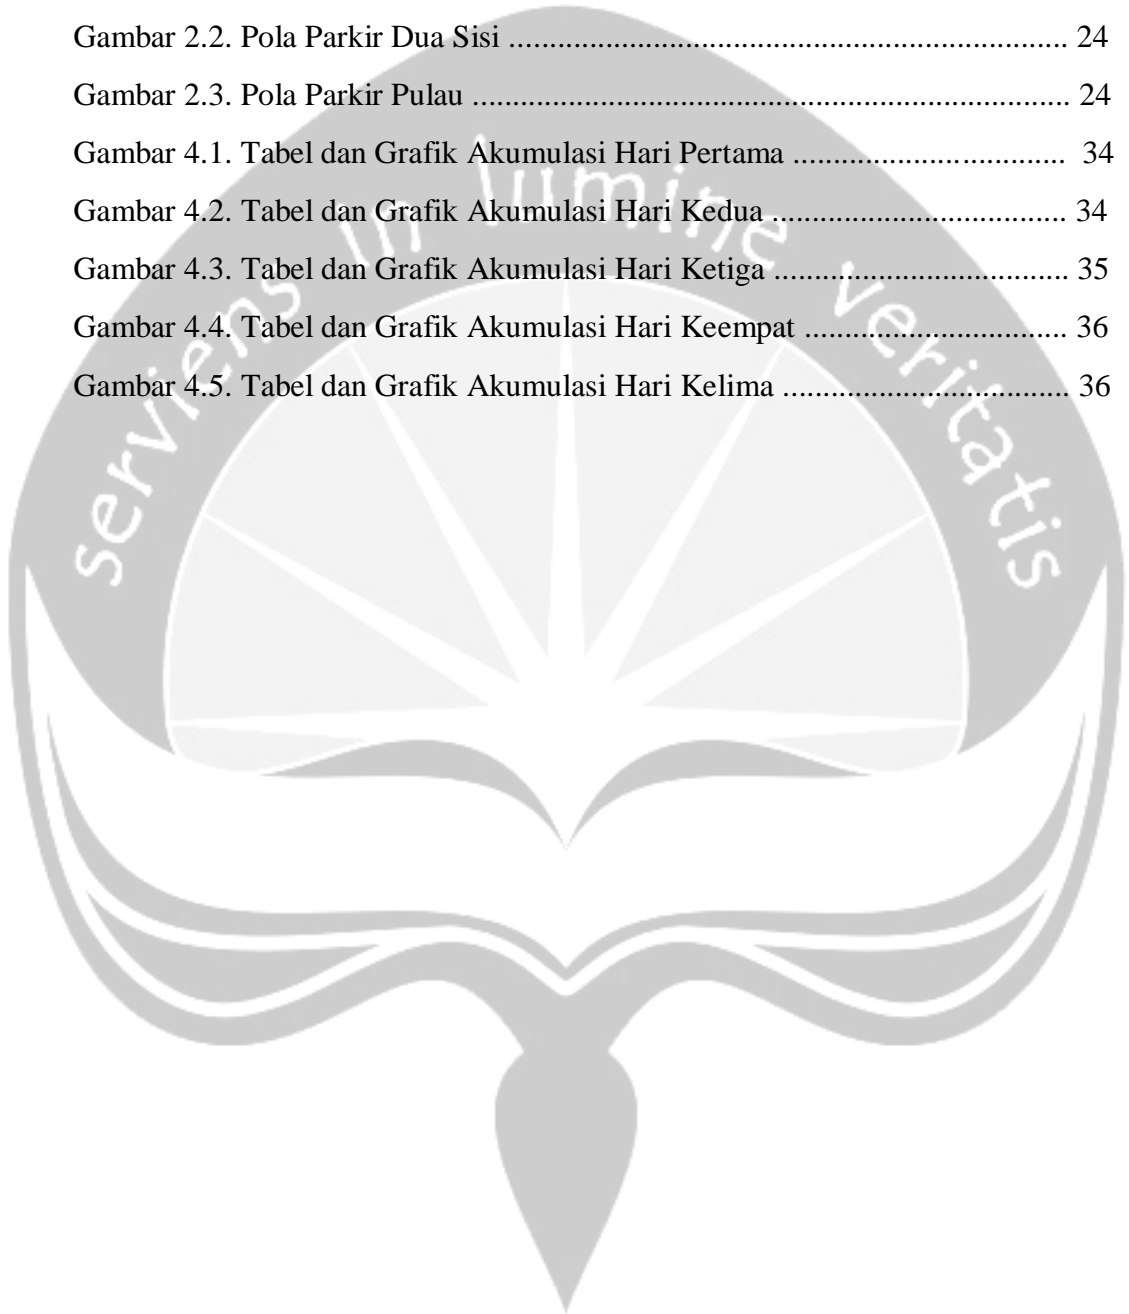 Gambar 2.2. Pola Parkir Dua Sisi .................................................................... 24
Gambar 2.3. Pola Parkir Pulau ......................................................................... 24
Gambar 4.1. Tabel dan Grafik Akumulasi Hari Pertama ................................. 34
Gambar 4.2. Tabel dan Grafik Akumulasi Hari Kedua .................................... 34
Gambar 4.3. Tabel dan Grafik Akumulasi Hari Ketiga .................................... 35
Gambar 4.4. Tabel dan Grafik Akumulasi Hari Keempat ................................ 36
Gambar 4.5. Tabel dan Grafik Akumulasi Hari Kelima ................................... 36
serviens in lumine veritatis